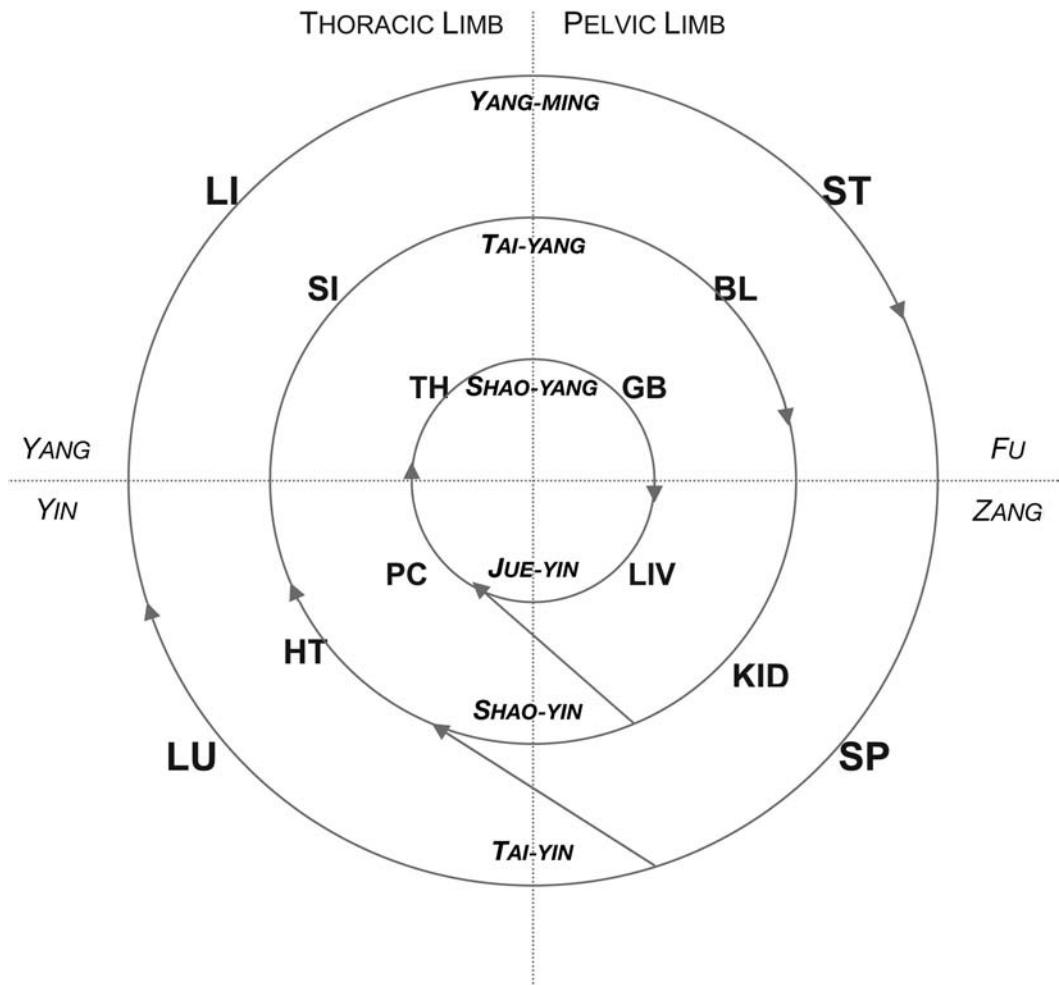 THORACIC LIMB PELVIC LIMB
YANG-MING
LI ST
TAI-YANG
SI BL
TH SHAO-YANG GB
YANG FU
YIN ZANG
PC JUE-YIN LIV
HT KID
SHAO-YIN
LU SP
TAI-YIN